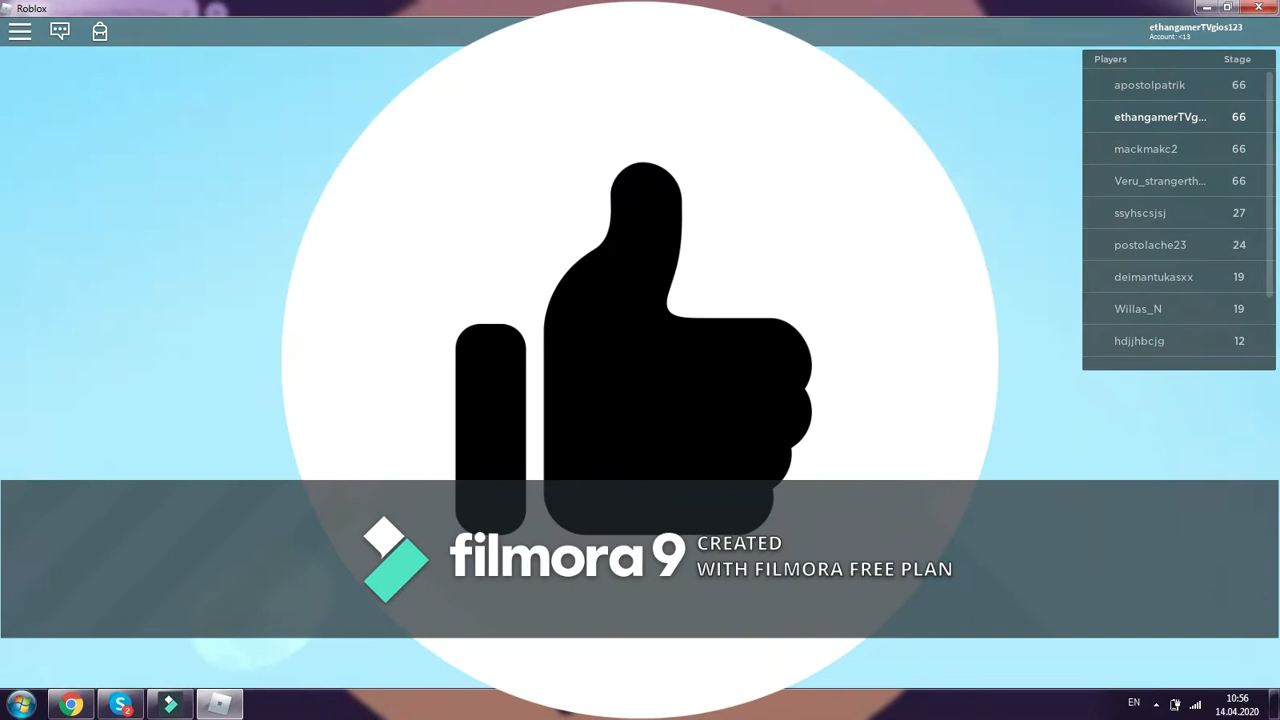 Roblox
ethangamerTVgios123
Account: <13
Players Stage
apostolpatrik 66
ethangamerTVg... 66
mackmakc2 66
Veru_strangerth... 66
ssyhscsjsj 27
postolache23 24
deimantukasxx 19
Willas_N 19
hdjjhbcjg 12
filmora 9 CREATED
WITH FILMORA FREE PLAN
2
EN
10:56
14.04.2020